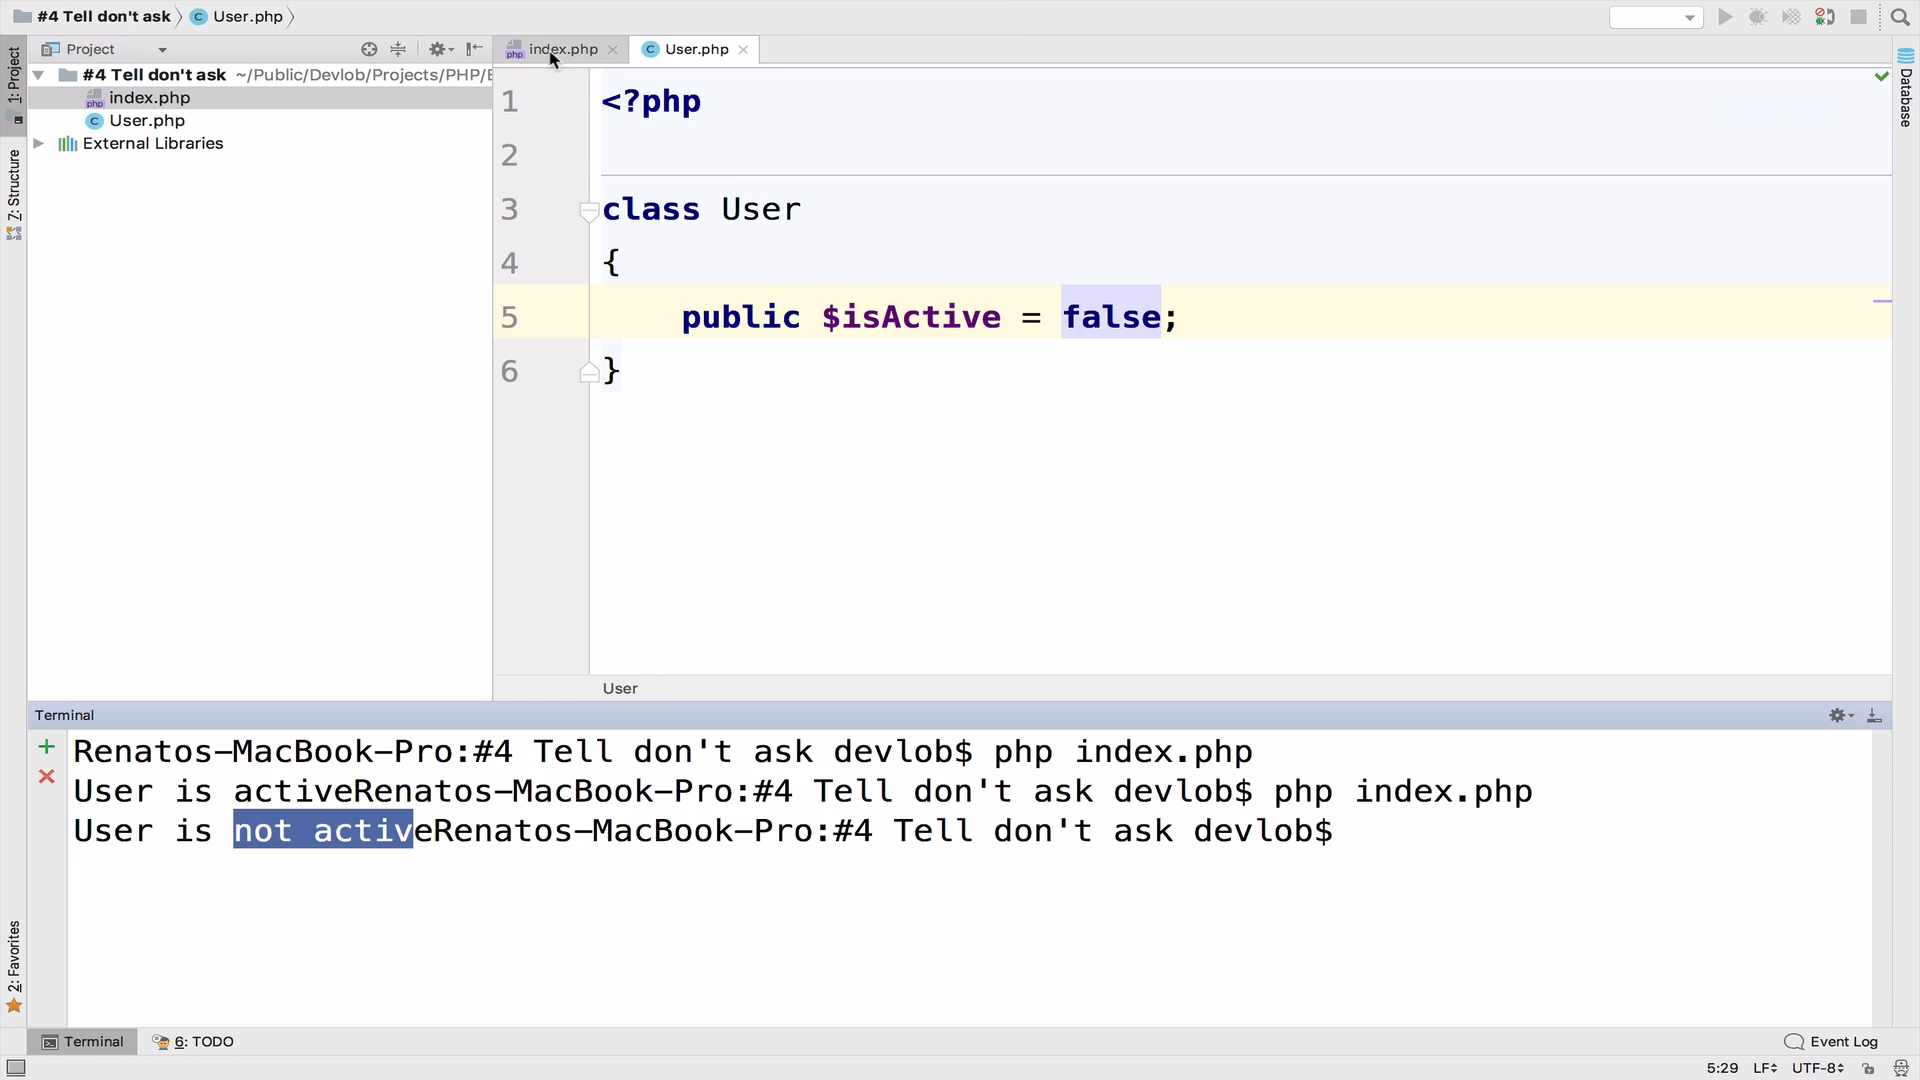 #4 Tell don't ask User.php
Project
index.php User.php
1: Project
#4 Tell don't ask ~/Public/Devlob/Projects/PHP/
index.php
User.php
External Libraries
7: Structure
2: Favorites
Database
1 <?php
2
3 class User
4 {
5 public $isActive = false;
6 }
User
Terminal
Renatos-MacBook-Pro:#4 Tell don't ask devlob$ php index.php
User is activeRenatos-MacBook-Pro:#4 Tell don't ask devlob$ php index.php
User is not activeRenatos-MacBook-Pro:#4 Tell don't ask devlob$
Terminal 6: TODO Event Log
5:29 LF UTF-8